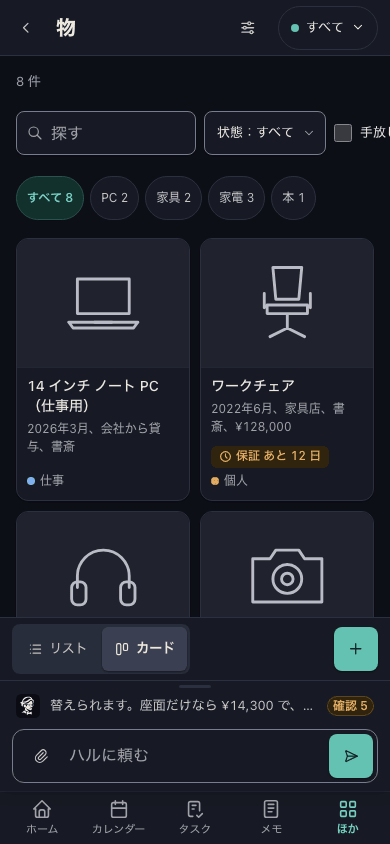 物
すべて
8 件
探す
状態：すべて
手放し
すべて 8
PC 2
家具 2
家電 3
本 1
14 インチ ノート PC
（仕事用）
2026年3月、会社から貸
与、書斎
仕事
ワークチェア
2022年6月、家具店、書
斎、¥128,000
保証 あと 12 日
個人
リスト
カード
替えられます。座面だけなら ¥14,300 で、...
確認 5
ハルに頼む
ホーム
カレンダー
タスク
メモ
ほか